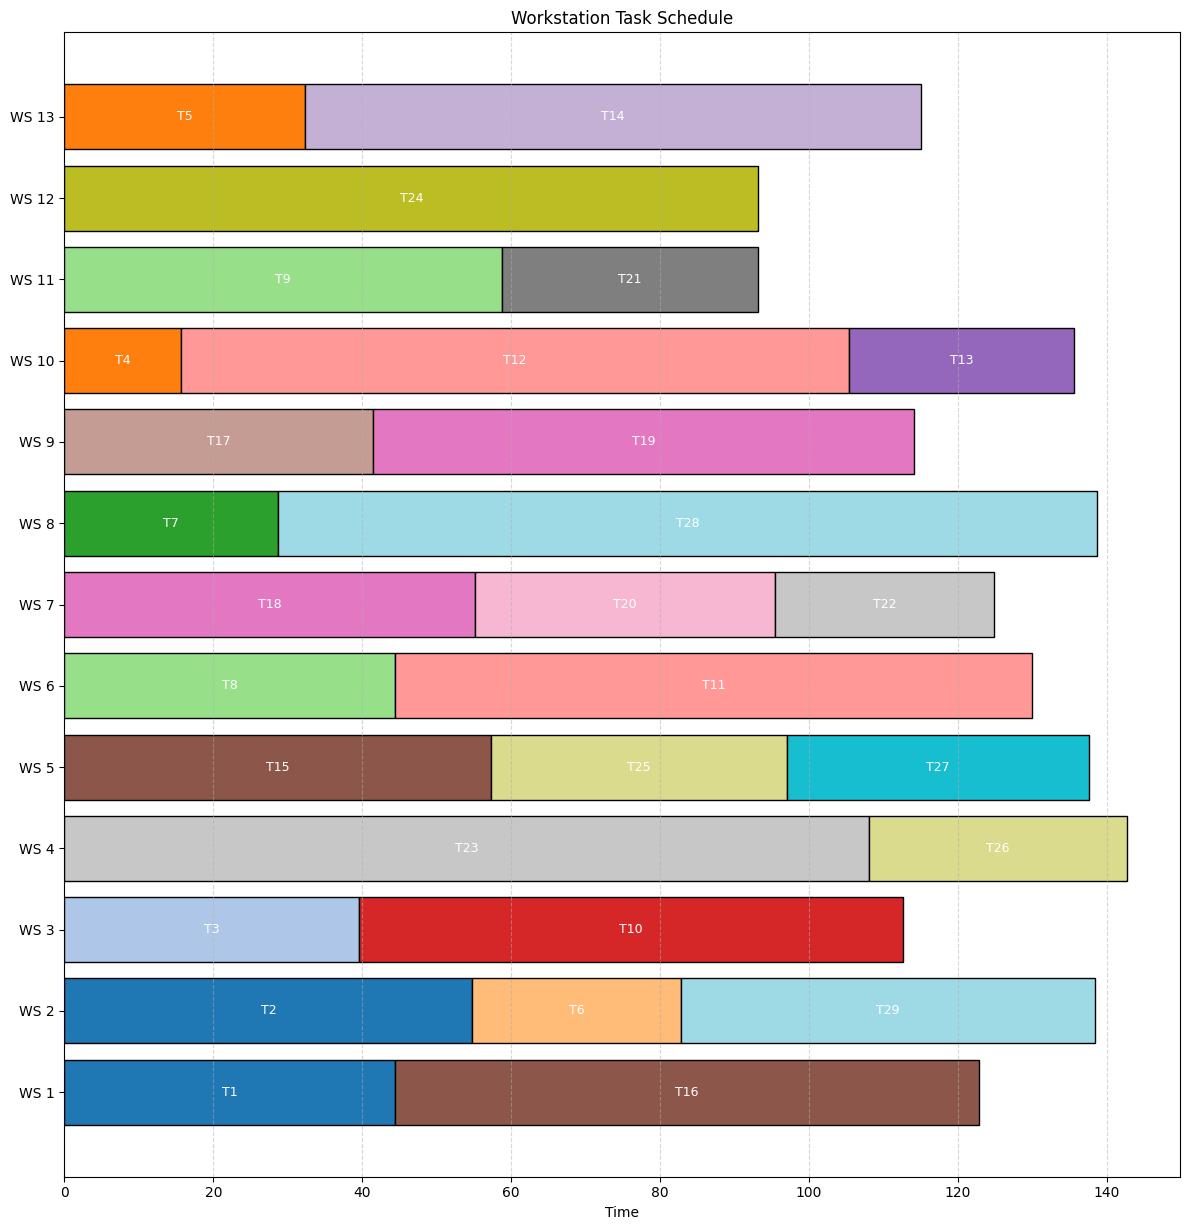 Workstation Task Schedule
WS 13 T5 T14
WS 12 T24
WS 11 T9 T21
WS 10 T4 T12 T13
WS 9 T17 T19
WS 8 T7 T28
WS 7 T18 T20 T22
WS 6 T8 T11
WS 5 T15 T25 T27
WS 4 T23 T26
WS 3 T3 T10
WS 2 T2 T6 T29
WS 1 T1 T16
0 20 40 60 80 100 120 140
Time